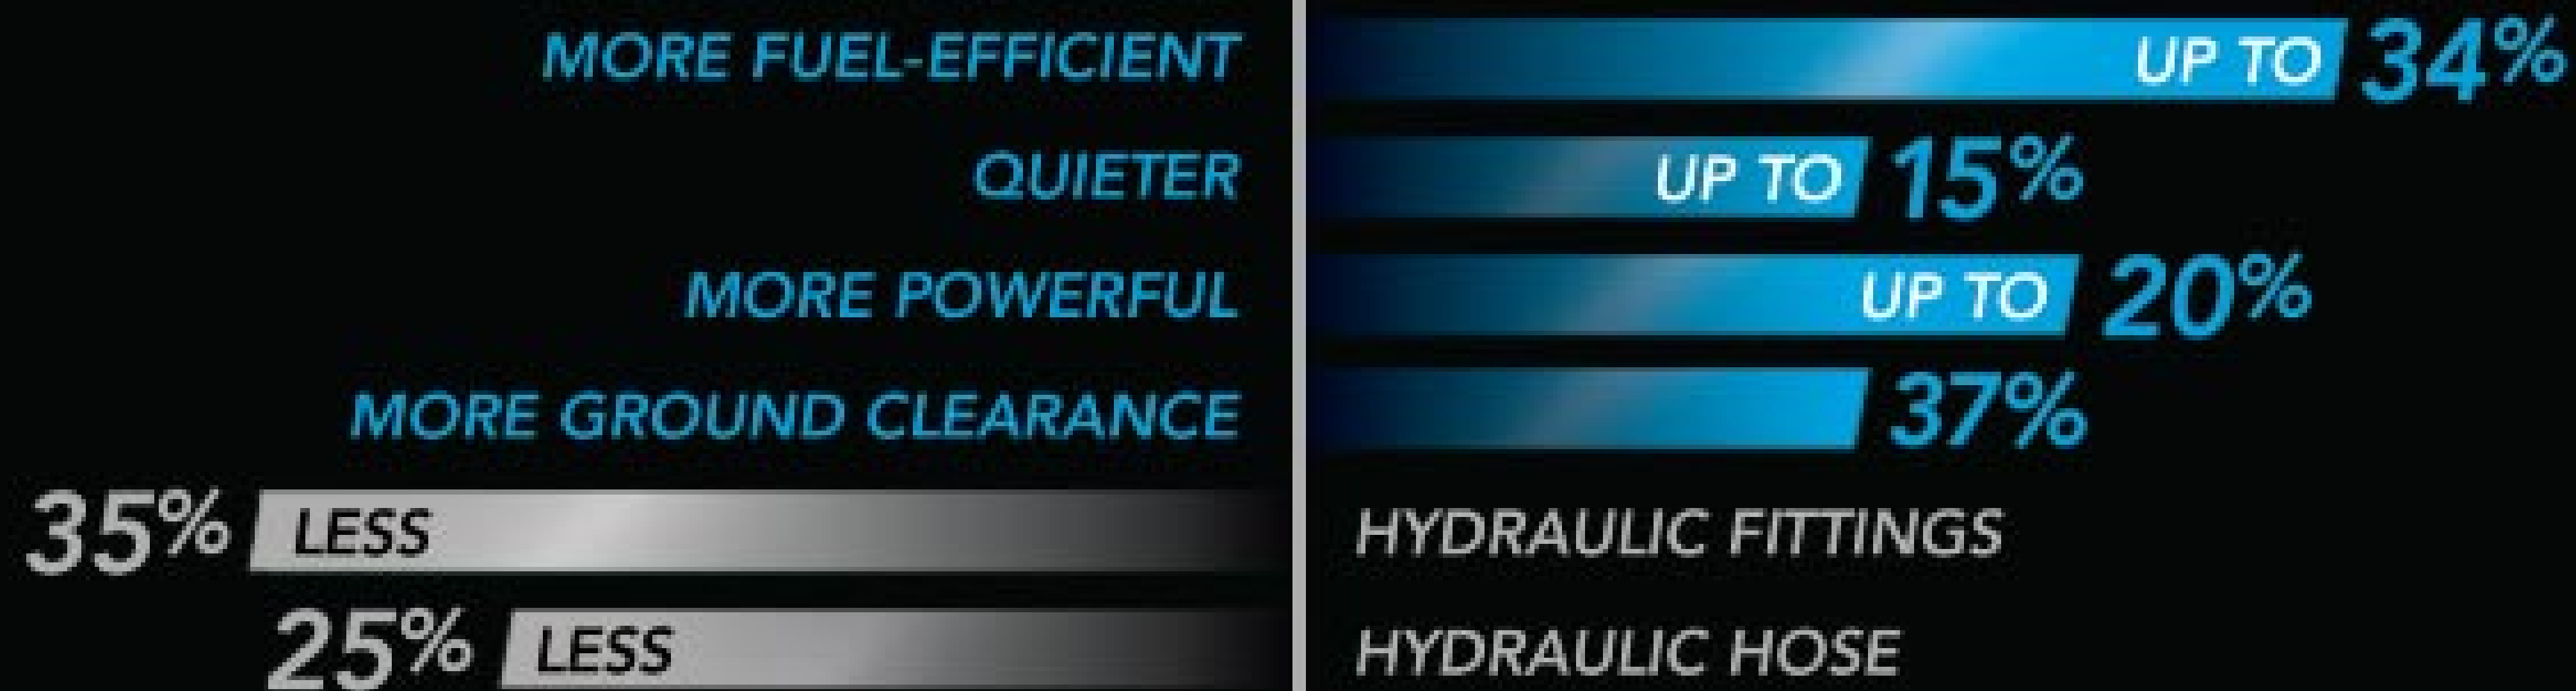 MORE FUEL-EFFICIENT UP TO 34%
QUIETER UP TO 15%
MORE POWERFUL UP TO 20%
MORE GROUND CLEARANCE 37%
35% LESS HYDRAULIC FITTINGS
25% LESS HYDRAULIC HOSE